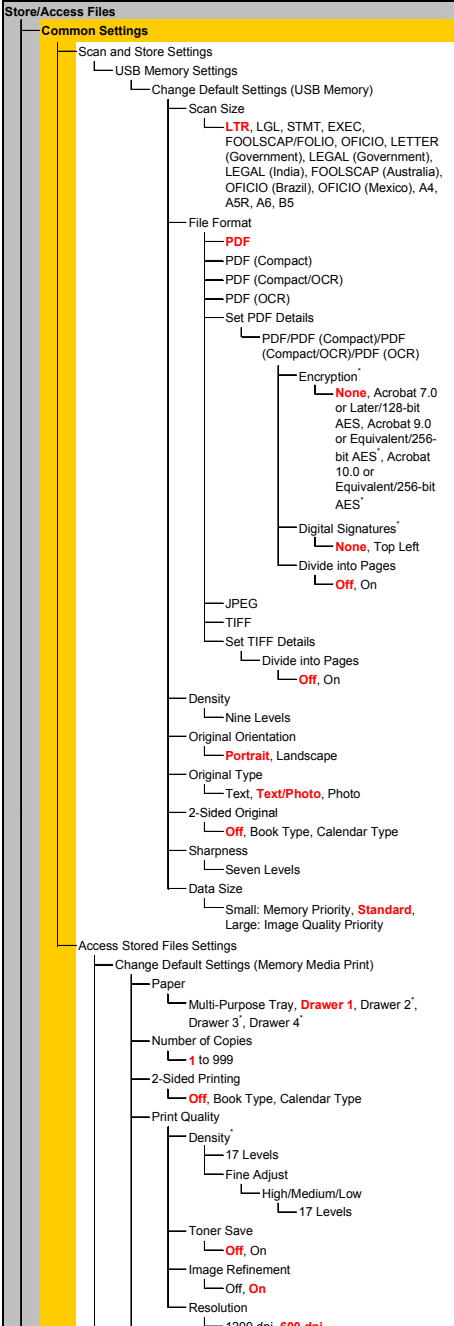 Store/Access Files
Common Settings
Scan and Store Settings
USB Memory Settings
Change Default Settings (USB Memory)
Scan Size
LTR, LGL, STMT, EXEC,
FOOLSCAP/FOLIO, OFICIO, LETTER
(Government), LEGAL (Government),
LEGAL (India), FOOLSCAP (Australia),
OFICIO (Brazil), OFICIO (Mexico), A4,
A5R, A6, B5
File Format
PDF
PDF (Compact)
PDF (Compact/OCR)
PDF (OCR)
Set PDF Details
PDF/PDF (Compact)/PDF
(Compact/OCR)/PDF (OCR)
Encryption*
None, Acrobat 7.0
or Later/128-bit
AES, Acrobat 9.0
or Equivalent/256-
bit AES*, Acrobat
10.0 or
Equivalent/256-bit
AES*
Digital Signatures*
None, Top Left
Divide into Pages
Off, On
JPEG
TIFF
Set TIFF Details
Divide into Pages
Off, On
Density
Nine Levels
Original Orientation
Portrait, Landscape
Original Type
Text, Text/Photo, Photo
2-Sided Original
Off, Book Type, Calendar Type
Sharpness
Seven Levels
Data Size
Small: Memory Priority, Standard,
Large: Image Quality Priority
Access Stored Files Settings
Change Default Settings (Memory Media Print)
Paper
Multi-Purpose Tray, Drawer 1, Drawer 2*,
Drawer 3*, Drawer 4*
Number of Copies
1 to 999
2-Sided Printing
Off, Book Type, Calendar Type
Print Quality
Density*
17 Levels
Fine Adjust
High/Medium/Low
17 Levels
Toner Save
Off, On
Image Refinement
Off, On
Resolution
1200 dpi, 600 dpi